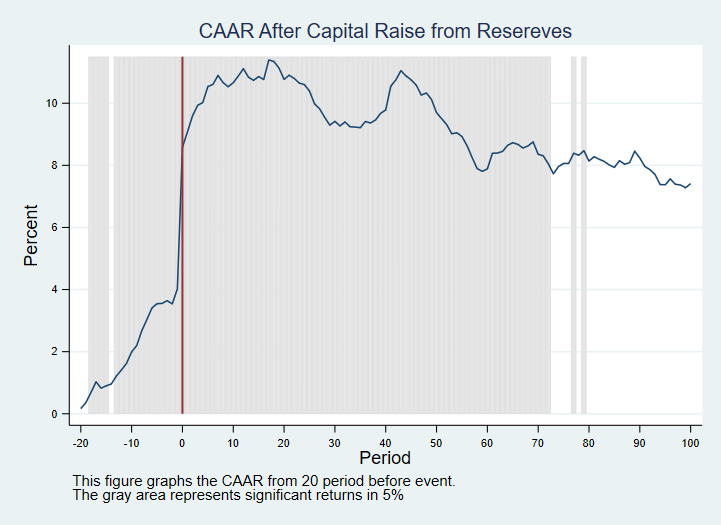 CAAR After Capital Raise from Resereves
Percent
10
8
6
4
2
0
-20 -10 0 10 20 30 40 50 60 70 80 90 100
Period
This figure graphs the CAAR from 20 period before event.
The gray area represents significant returns in 5%